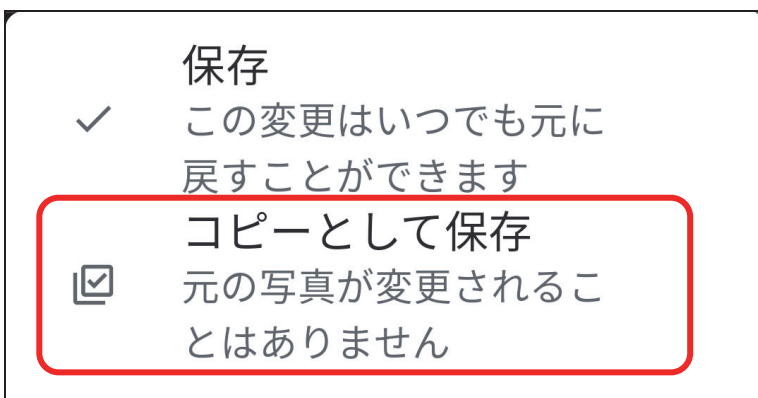 保存
この変更はいつでも元に
戻すことができます
コピーとして保存
元の写真が変更されるこ
とはありません